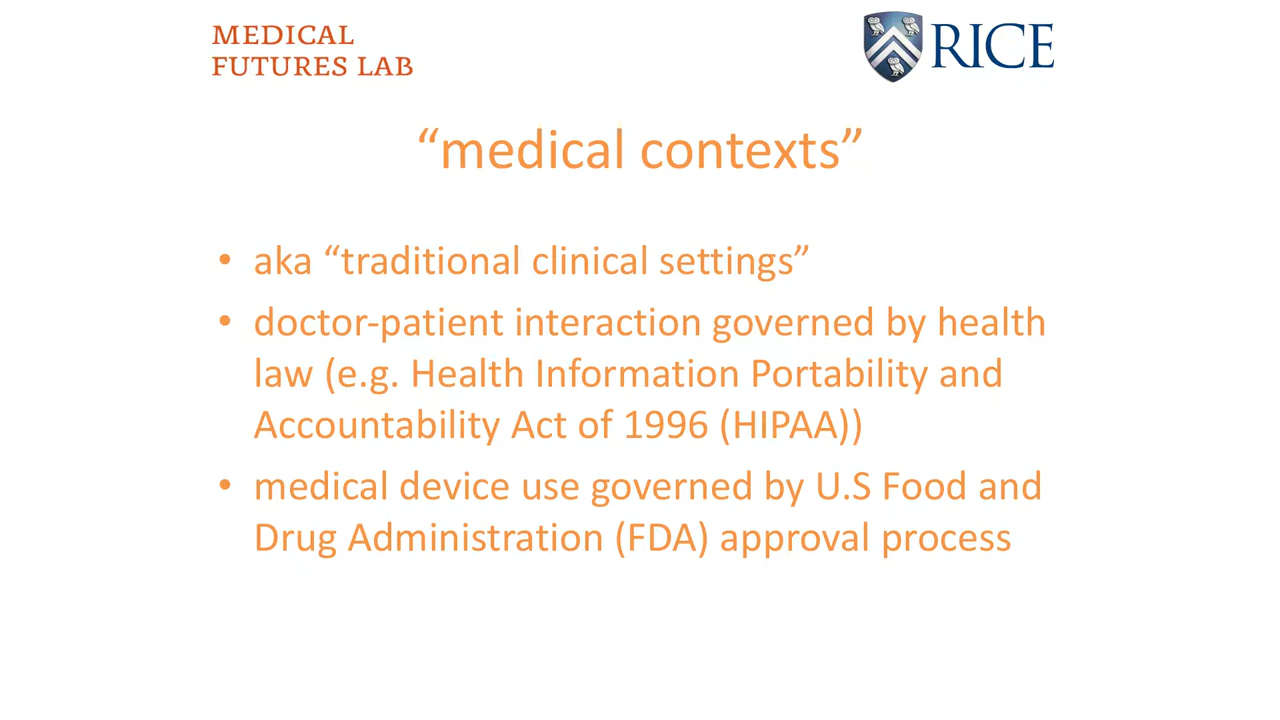 MEDICAL
FUTURES LAB
RICE
“medical contexts”
• aka “traditional clinical settings”
• doctor-patient interaction governed by health
law (e.g. Health Information Portability and
Accountability Act of 1996 (HIPAA))
• medical device use governed by U.S Food and
Drug Administration (FDA) approval process